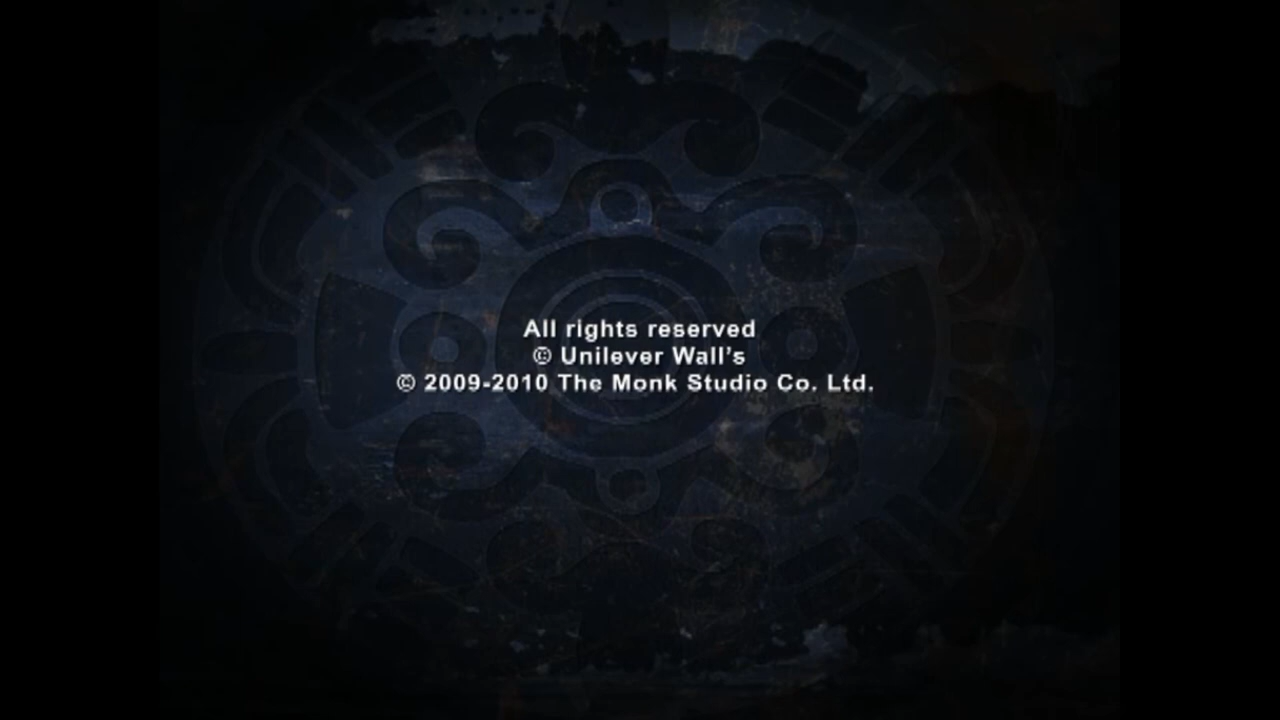 All rights reserved
© Unilever Wall’s
© 2009-2010 The Monk Studio Co. Ltd.